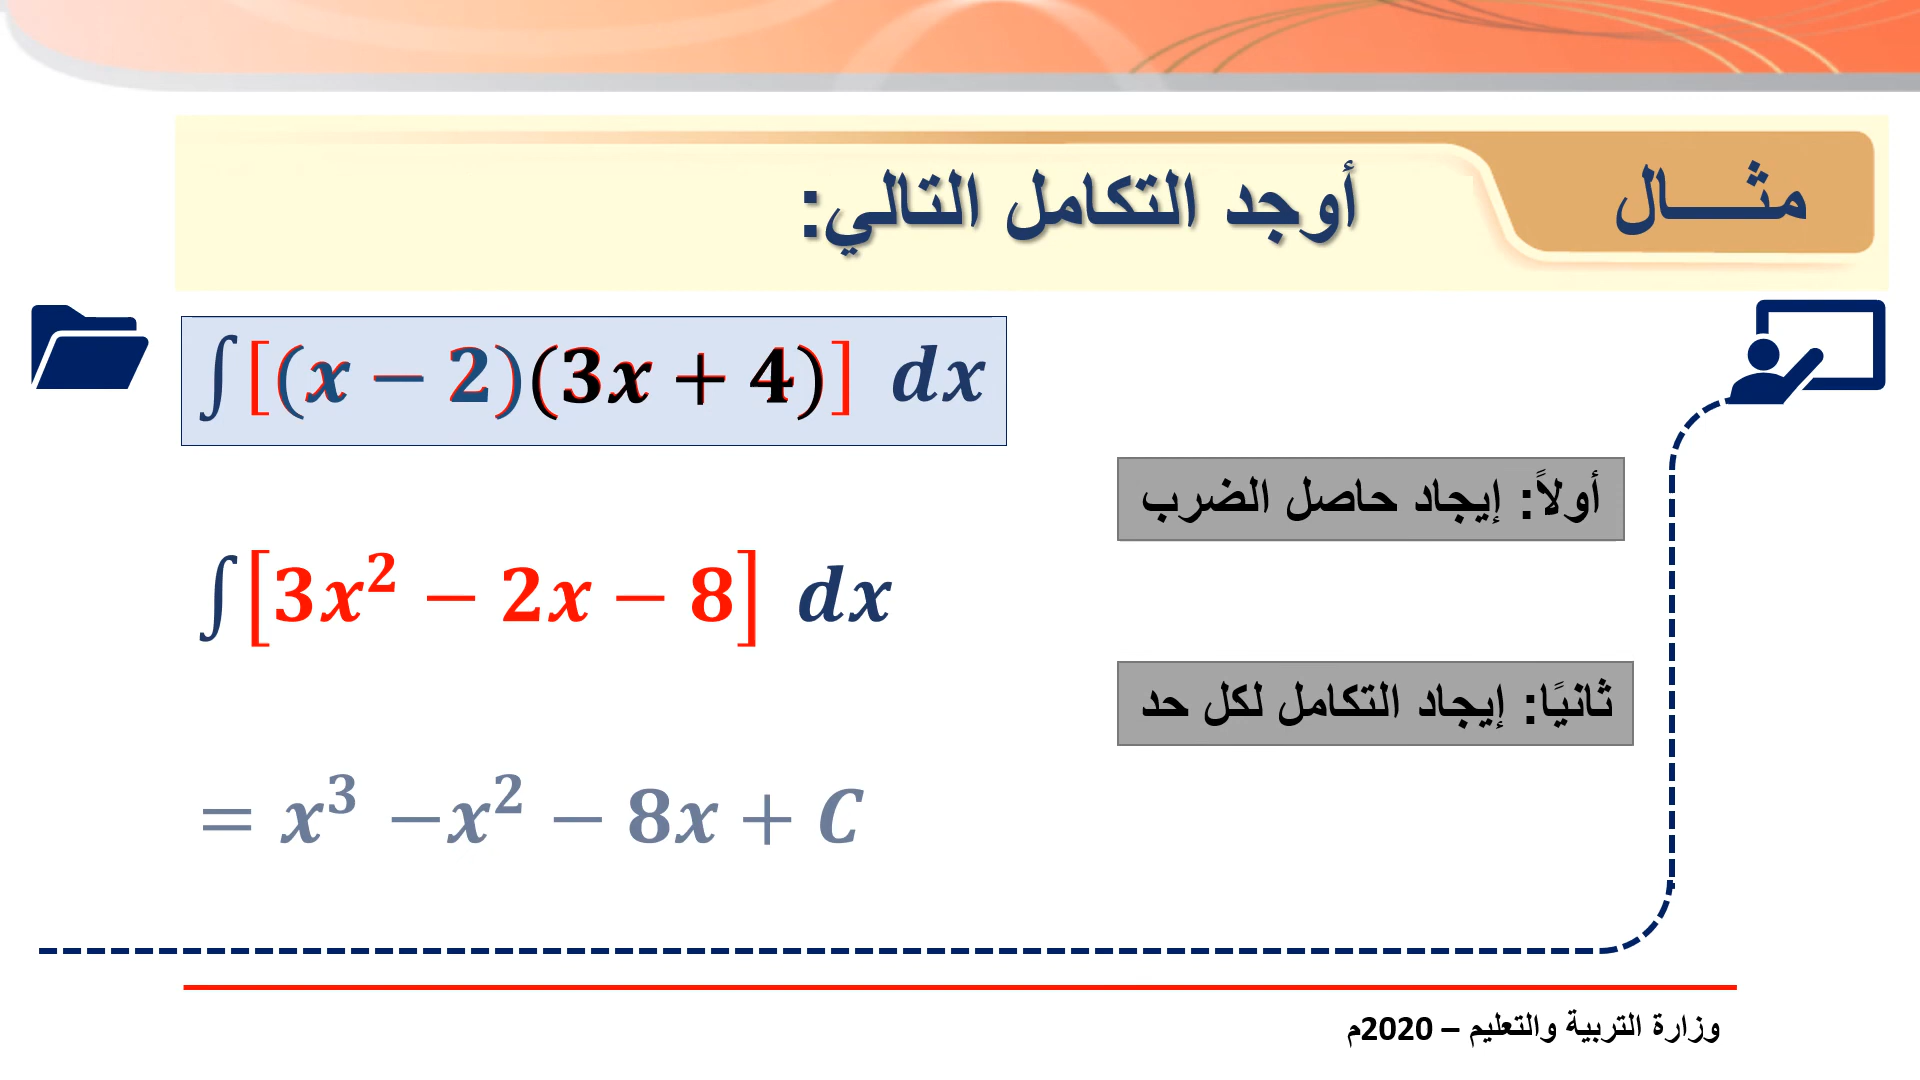 مثـــــال
أوجد التكامل التالي:
∫[(x − 2)(3x + 4)] dx
أولاً: إيجاد حاصل الضرب
∫[3x² − 2x − 8] dx
ثانيًا: إيجاد التكامل لكل حد
= x³ −x² − 8x + C
وزارة التربية والتعليم – 2020م